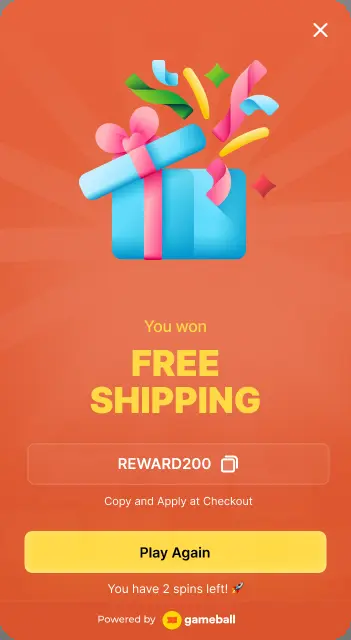 You won
FREE
SHIPPING
REWARD200
Copy and Apply at Checkout
Play Again
You have 2 spins left! 🚀
Powered by gameball